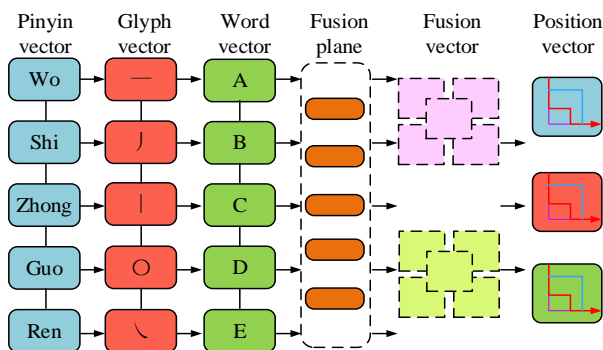 Pinyin vector
Glyph vector
Word vector
Fusion plane
Fusion vector
Position vector
Wo 一 A
Shi 丿 B
Zhong 丨 C
Guo 〇 D
Ren ㇏ E